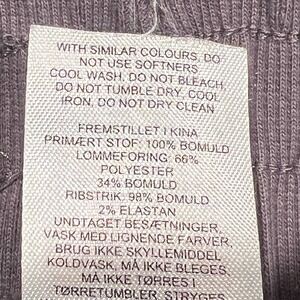 WITH SIMILAR COLOURS, DO
NOT USE SOFTNERS
COOL WASH, DO NOT BLEACH,
DO NOT TUMBLE DRY, COOL
IRON, DO NOT DRY CLEAN
FREMSTILLET I KINA
PRIMÆRT STOF: 100% BOMULD
LOMMEFORING: 66%
POLYESTER
34% BOMULD
RIBSTRIK: 98% BOMULD
2% ELASTAN
UNDTAGET BESÆTNINGER,
VASK MED LIGNENDE FARVER,
BRUG IKKE SKYLLEMIDDEL
KOLDVASK, MÅ IKKE BLEGES,
MÅ IKKE TØRRES I
TØRRETUMBLER, STRYGES